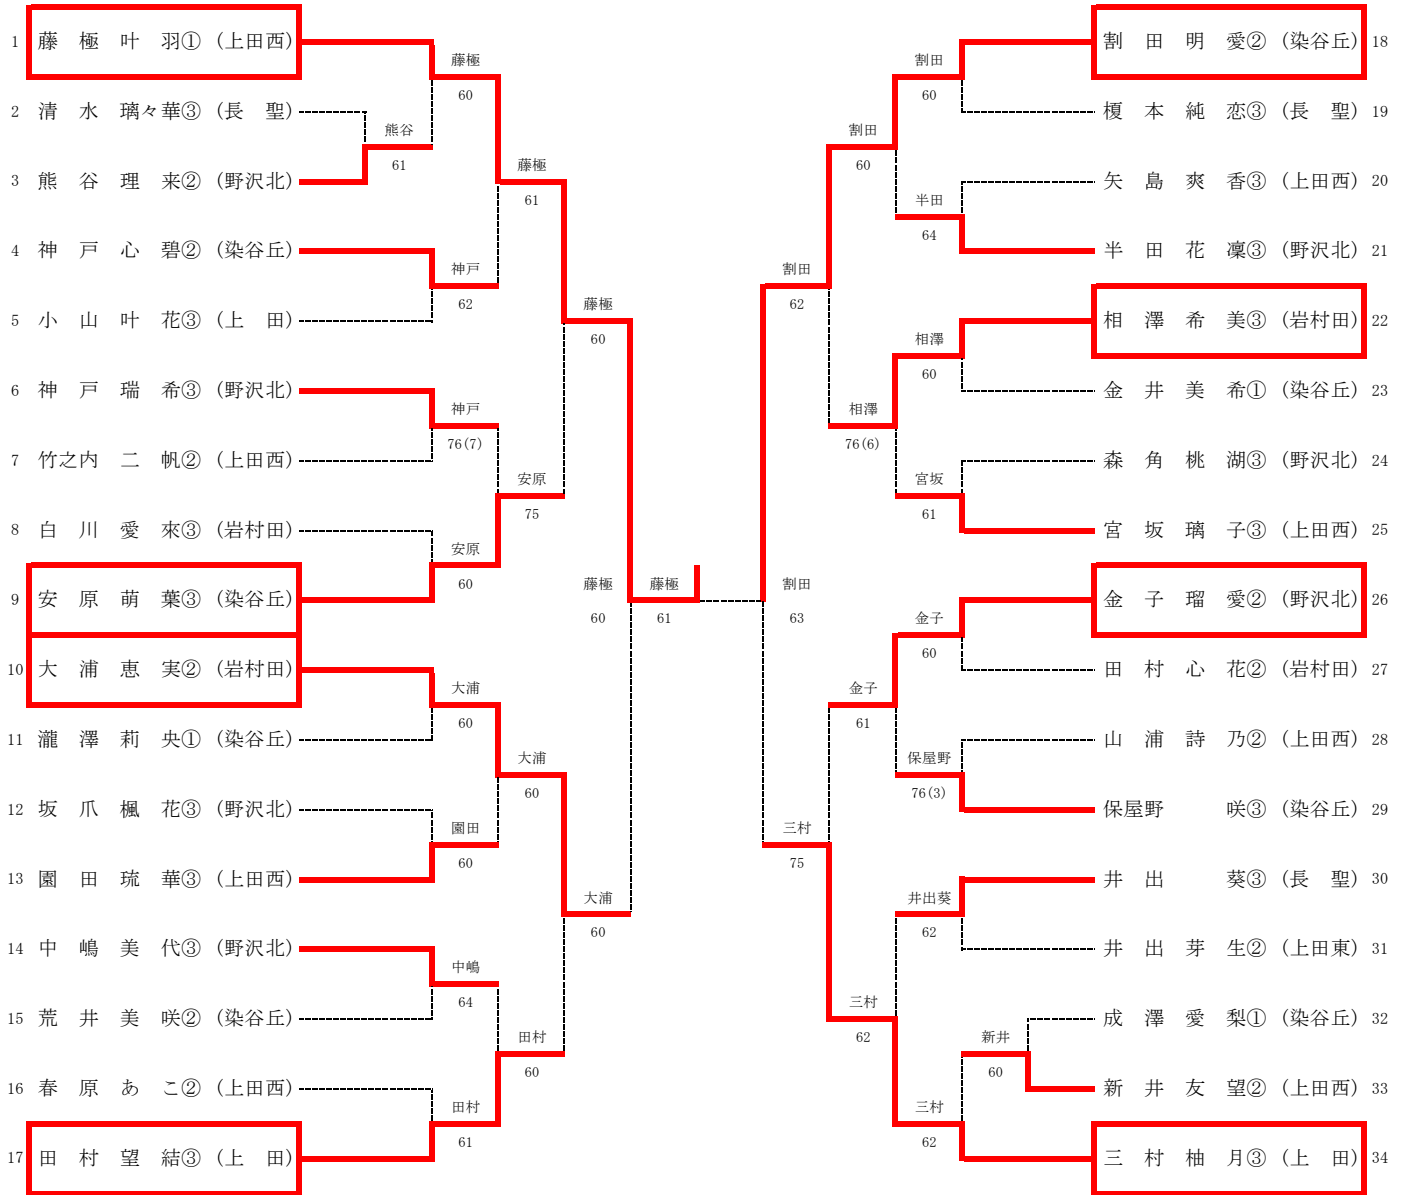 1 藤 極 叶 羽① (上田西)
2 清 水 璃々華③ (長 聖)
3 熊 谷 理 来② (野沢北)
4 神 戸 心 碧② (染谷丘)
5 小 山 叶 花③ (上 田)
6 神 戸 瑞 希③ (野沢北)
7 竹之内 二 帆② (上田西)
8 白 川 愛 來③ (岩村田)
9 安 原 萌 葉③ (染谷丘)
10 大 浦 恵 実② (岩村田)
11 瀧 澤 莉 央① (染谷丘)
12 坂 爪 楓 花③ (野沢北)
13 園 田 琉 華③ (上田西)
14 中 嶋 美 代③ (野沢北)
15 荒 井 美 咲② (染谷丘)
16 春 原 あ こ② (上田西)
17 田 村 望 結③ (上 田)
熊谷
61
藤極
60
神戸
62
神戸
76(7)
安原
60
大浦
60
園田
60
中嶋
64
田村
61
藤極
61
安原
75
大浦
60
田村
60
藤極
60
大浦
60
藤極
60
藤極
61
割田
63
割田
62
三村
75
割田
60
相澤
76(6)
金子
61
三村
62
割田
60
半田
64
相澤
60
宮坂
61
金子
60
保屋野
76(3)
井出葵
62
三村
62
新井
60
割 田 明 愛② (染谷丘) 18
榎 本 純 恋③ (長 聖) 19
矢 島 爽 香③ (上田西) 20
半 田 花 凜③ (野沢北) 21
相 澤 希 美③ (岩村田) 22
金 井 美 希① (染谷丘) 23
森 角 桃 湖③ (野沢北) 24
宮 坂 璃 子③ (上田西) 25
金 子 瑠 愛② (野沢北) 26
田 村 心 花② (岩村田) 27
山 浦 詩 乃② (上田西) 28
保屋野 咲③ (染谷丘) 29
井 出 葵③ (長 聖) 30
井 出 芽 生② (上田東) 31
成 澤 愛 梨① (染谷丘) 32
新 井 友 望② (上田西) 33
三 村 柚 月③ (上 田) 34